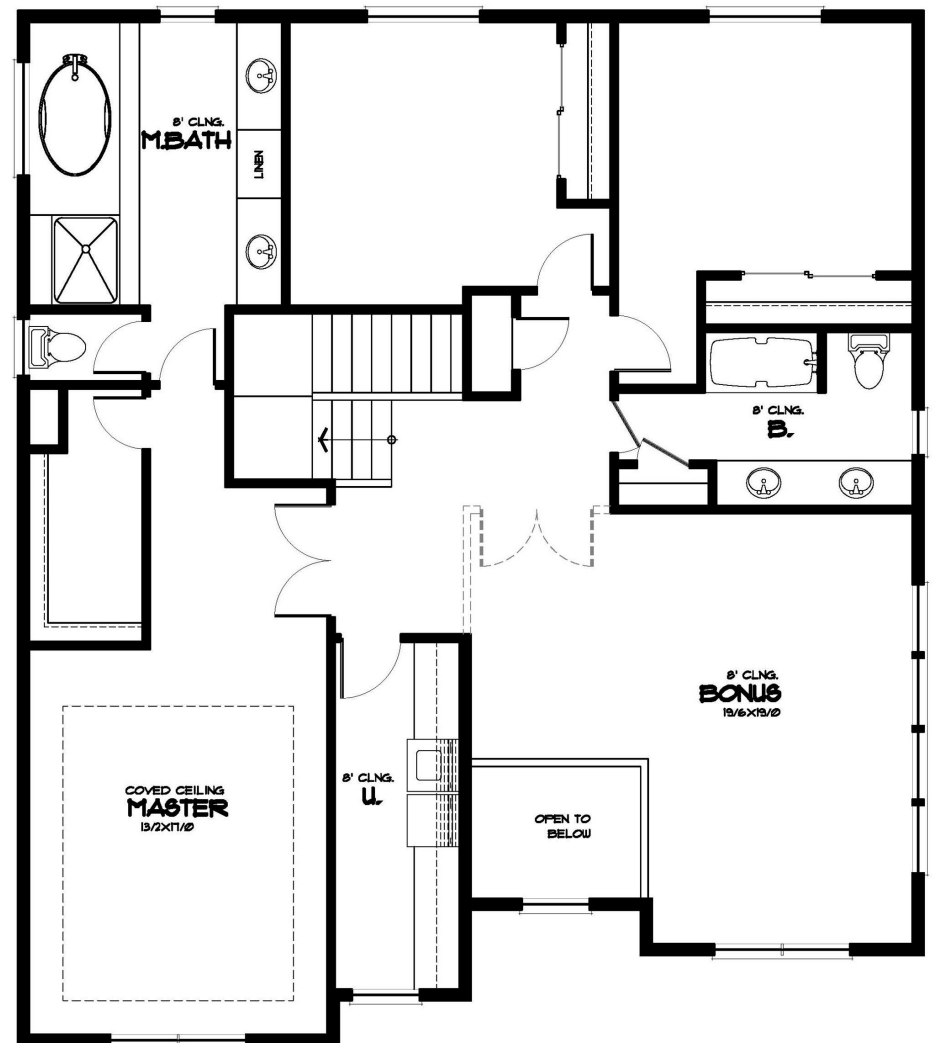 8' CLNG.
M.BATH
LINEN
8' CLNG.
B.
8' CLNG.
BONUS
19/6X19/0
COVED CEILING
MASTER
13/2X17/0
8' CLNG.
U.
OPEN TO
BELOW